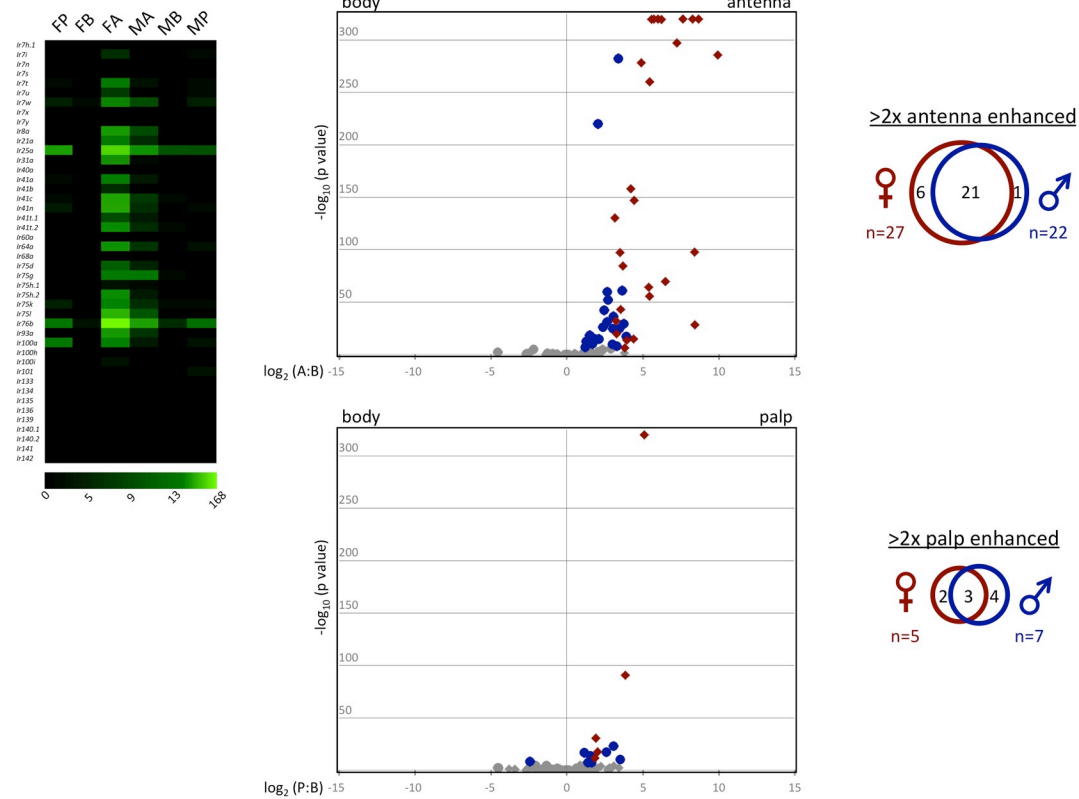 FP FB FA MA MB MP
Ir7h.1
Ir7i
Ir7n
Ir7s
Ir7t
Ir7u
Ir7w
Ir7x
Ir7y
Ir8a
Ir21a
Ir25a
Ir31a
Ir40a
Ir41a
Ir41b
Ir41c
Ir41n
Ir41t.1
Ir41t.2
Ir60a
Ir64a
Ir68a
Ir75d
Ir75g
Ir75h.1
Ir75h.2
Ir75k
Ir75l
Ir76b
Ir93a
Ir100a
Ir100h
Ir100i
Ir101
Ir133
Ir134
Ir135
Ir136
Ir139
Ir140.1
Ir140.2
Ir141
Ir142
0 5 9 13 168
body antenna
300
250
200
150
100
50
-log10 (p value)
log2 (A:B) -15 -10 -5 0 5 10 15
>2x antenna enhanced
♀ 6 21 1 ♂
n=27 n=22
body palp
300
250
200
150
100
50
-log10 (p value)
log2 (P:B) -15 -10 -5 0 5 10 15
>2x palp enhanced
♀ 2 3 4 ♂
n=5 n=7